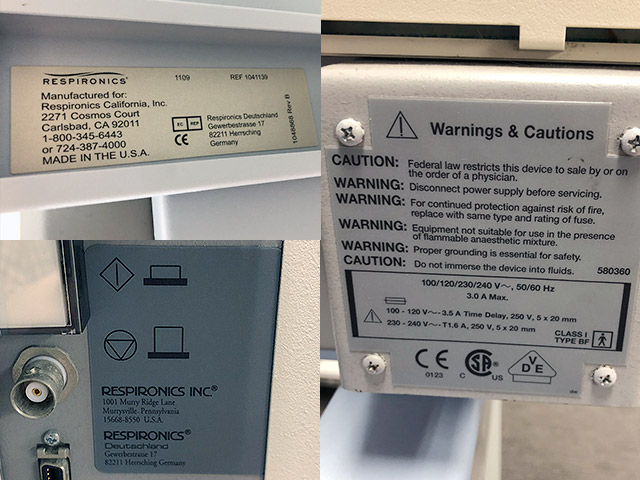 RESPIRONICS®
1109
REF 1041139
Manufactured for:
Respironics California, Inc.
2271 Cosmos Court
Carlsbad, CA 92011
1-800-345-6443
or 724-387-4000
MADE IN THE U.S.A.
EC REP
Respironics Deutschland
Gewerbestrasse 17
82211 Herrsching
Germany
CE
1048868 Rev B
RESPIRONICS INC®
1001 Murry Ridge Lane
Murrysville, Pennsylvania
15668-8550 U.S.A.
RESPIRONICS®
Deutschland
Gewerbestrasse 17
82211 Herrsching Germany
Warnings & Cautions
CAUTION: Federal law restricts this device to sale by or on
the order of a physician.
WARNING: Disconnect power supply before servicing.
WARNING: For continued protection against risk of fire,
replace with same type and rating of fuse.
WARNING: Equipment not suitable for use in the presence
of flammable anaesthetic mixture.
WARNING: Proper grounding is essential for safety.
CAUTION: Do not immerse the device into fluids. 580360
100/120/230/240 V~, 50/60 Hz
3.0 A Max.
100 - 120 V~-3.5 A Time Delay, 250 V, 5 x 20 mm
230 - 240 V~-T1.6 A, 250 V, 5 x 20 mm
CLASS I
TYPE BF
CE
0123
C SA US
VDE